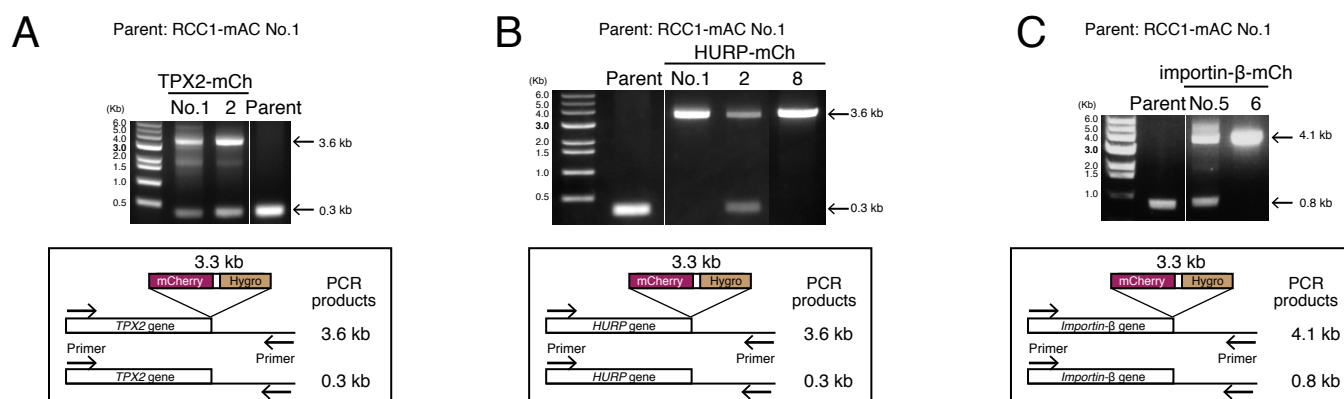 A
Parent: RCC1-mAC No.1
TPX2-mCh
(Kb) No.1 2 Parent
6.0
5.0
4.0
3.0
2.0
1.5
1.0
0.5
3.6 kb
0.3 kb
3.3 kb
mCherry Hygro
PCR
products
TPX2 gene
3.6 kb
Primer Primer
TPX2 gene
0.3 kb
B
Parent: RCC1-mAC No.1
HURP-mCh
(Kb) Parent No.1 2 8
6.0
5.0
4.0
3.0
2.0
1.5
1.0
0.5
3.6 kb
0.3 kb
3.3 kb
mCherry Hygro
PCR
products
HURP gene
3.6 kb
Primer Primer
HURP gene
0.3 kb
C
Parent: RCC1-mAC No.1
importin-β-mCh
(Kb) Parent No.5 6
6.0
5.0
4.0
3.0
2.0
1.5
1.0
4.1 kb
0.8 kb
3.3 kb
mCherry Hygro
PCR
products
Importin-β gene
4.1 kb
Primer Primer
Importin-β gene
0.8 kb